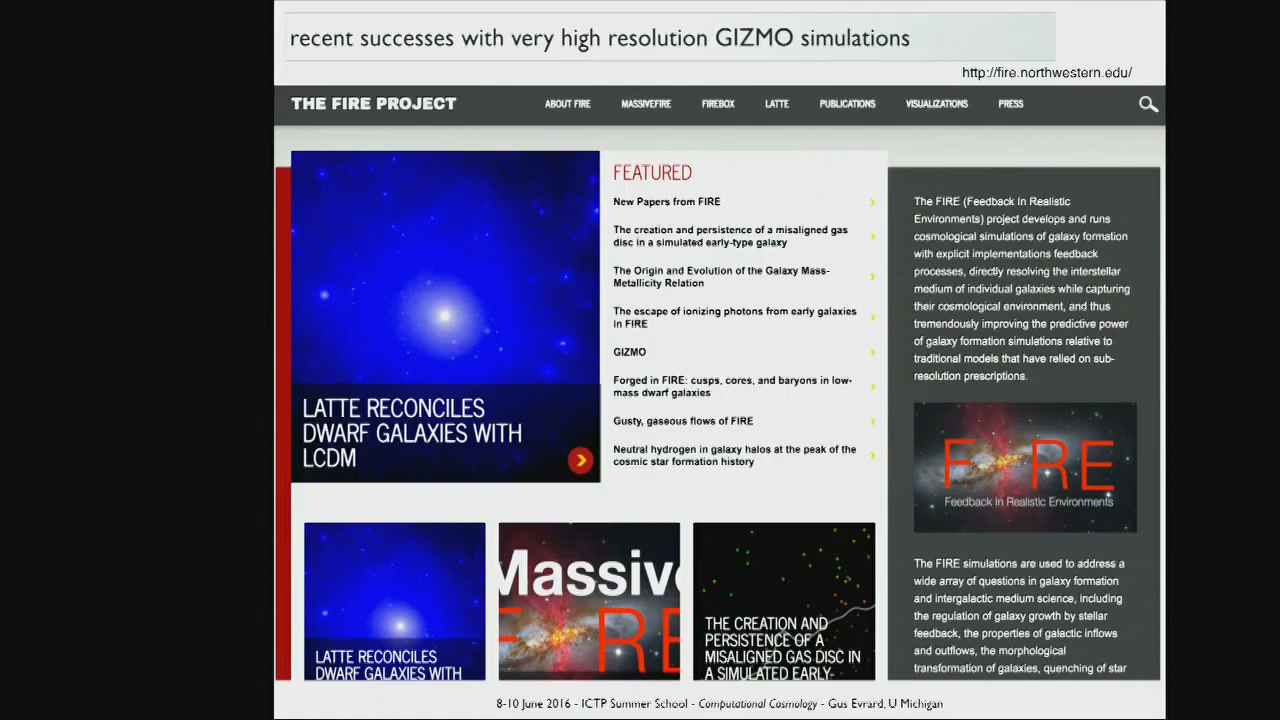 recent successes with very high resolution GIZMO simulations
http://fire.northwestern.edu/
THE FIRE PROJECT
ABOUT FIRE
MASSIVEFIRE
FIREBOX
LATTE
PUBLICATIONS
VISUALIZATIONS
PRESS
LATTE RECONCILES
DWARF GALAXIES WITH
LCDM
FEATURED
New Papers from FIRE
The creation and persistence of a misaligned gas
disc in a simulated early-type galaxy
The Origin and Evolution of the Galaxy Mass-
Metallicity Relation
The escape of ionizing photons from early galaxies
in FIRE
GIZMO
Forged in FIRE: cusps, cores, and baryons in low-
mass dwarf galaxies
Gusty, gaseous flows of FIRE
Neutral hydrogen in galaxy halos at the peak of the
cosmic star formation history
The FIRE (Feedback In Realistic
Environments) project develops and runs
cosmological simulations of galaxy formation
with explicit implementations feedback
processes, directly resolving the interstellar
medium of individual galaxies while capturing
their cosmological environment, and thus
tremendously improving the predictive power
of galaxy formation simulations relative to
traditional models that have relied on sub-
resolution prescriptions.
FIRE
Feedback In Realistic Environments
The FIRE simulations are used to address a
wide array of questions in galaxy formation
and intergalactic medium science, including
the regulation of galaxy growth by stellar
feedback, the properties of galactic inflows
and outflows, the morphological
transformation of galaxies, quenching of star
LATTE RECONCILES
DWARF GALAXIES WITH
Massive
FIRE
THE CREATION AND
PERSISTENCE OF A
MISALIGNED GAS DISC IN
A SIMULATED EARLY-
8-10 June 2016 - ICTP Summer School - Computational Cosmology - Gus Evrard, U Michigan